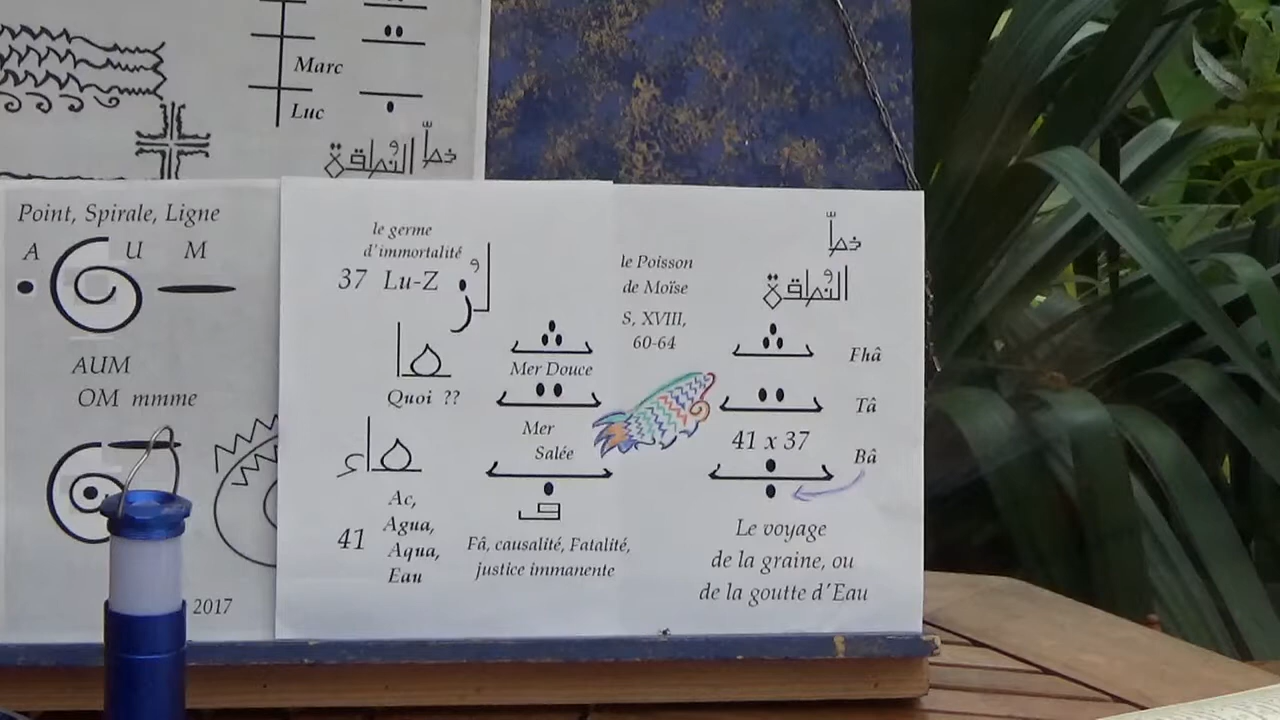 Marc
Luc
Point, Spirale, Ligne
A U M
AUM
OM mmme
2017
le germe
d'immortalité
37 Lu-Z
Quoi ??
41
Ac,
Agua,
Aqua,
Eau
Mer Douce
Mer
Salée
Fâ, causalité, Fatalité,
justice immanente
le Poisson
de Moïse
S, XVIII,
60-64
Fhâ
Tâ
41 x 37
Bâ
Le voyage
de la graine, ou
de la goutte d'Eau